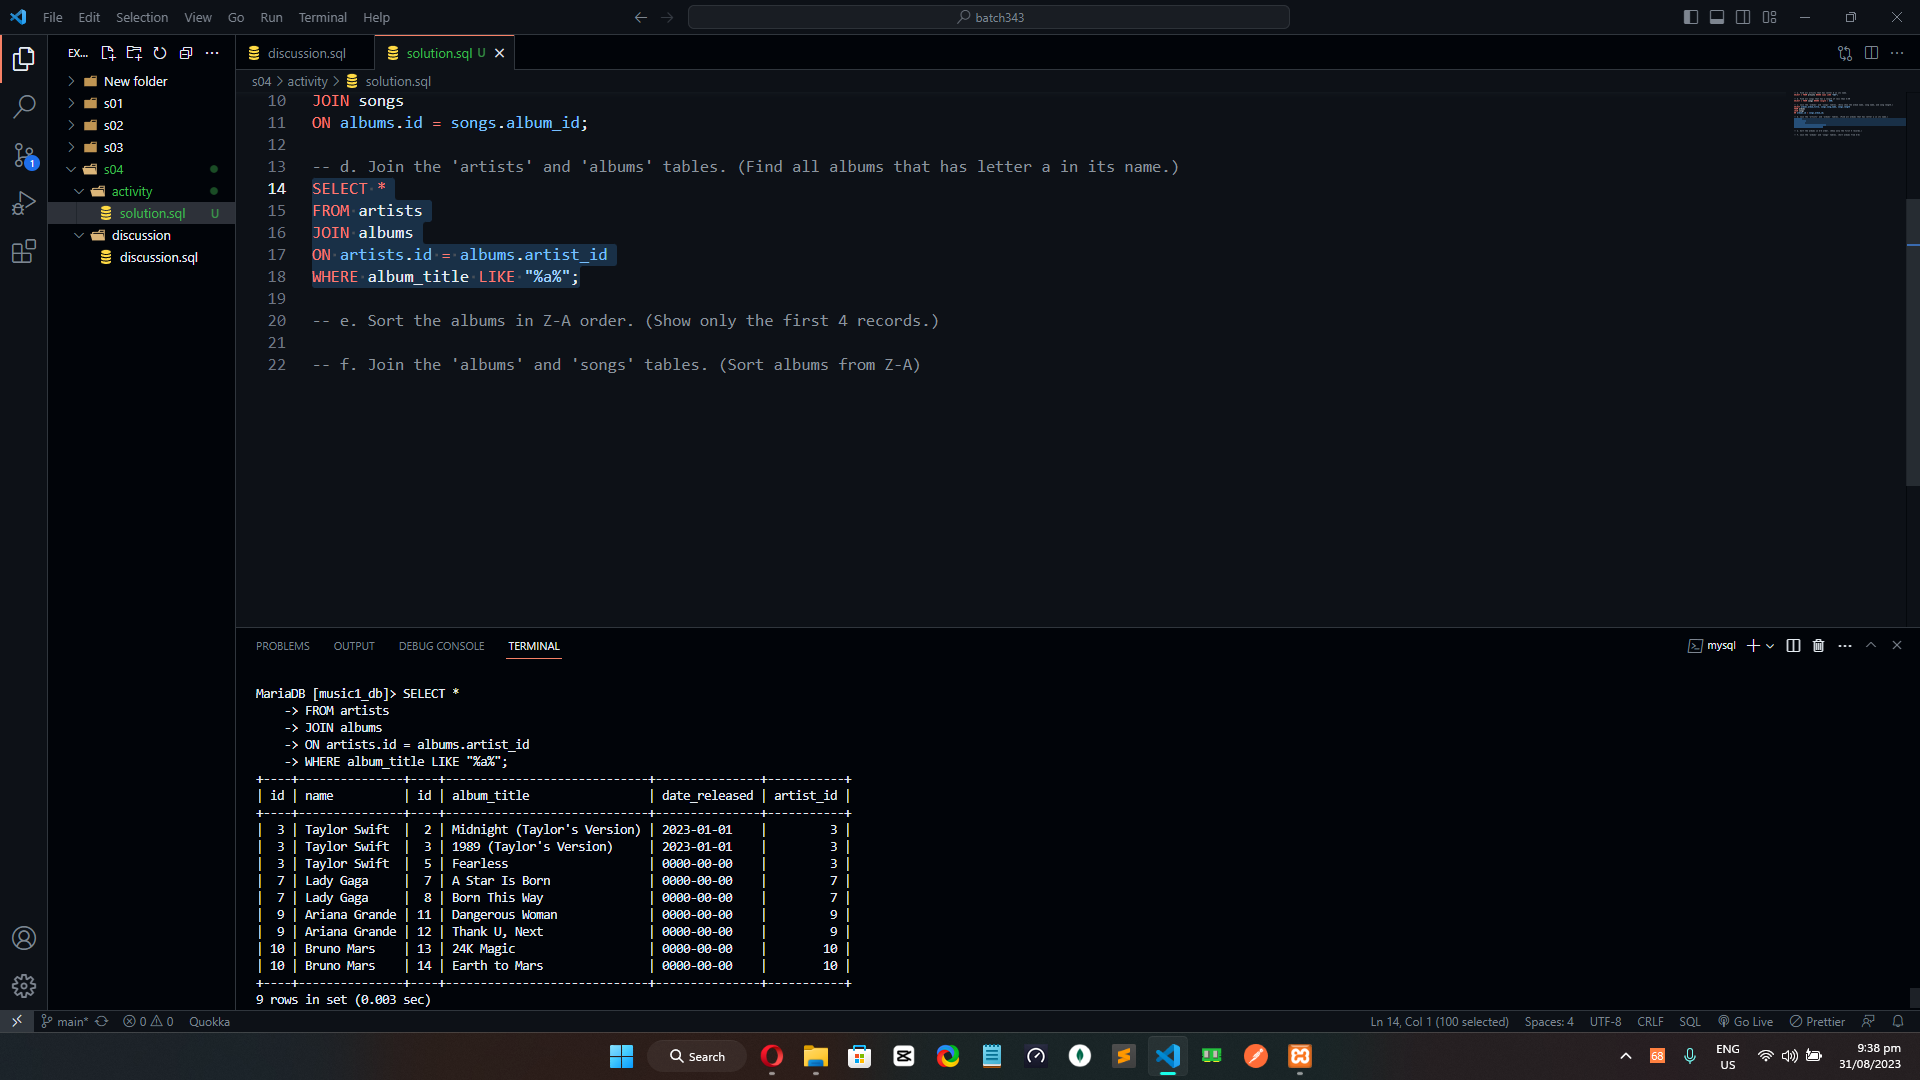 File Edit Selection View Go Run Terminal Help
batch343
EX...
New folder
s01
s02
s03
s04
activity
solution.sql U
discussion
discussion.sql
1
discussion.sql
solution.sql U
s04 > activity > solution.sql
10 JOIN songs
11 ON albums.id = songs.album_id;
12
13 -- d. Join the 'artists' and 'albums' tables. (Find all albums that has letter a in its name.)
14 SELECT *
15 FROM artists
16 JOIN albums
17 ON artists.id = albums.artist_id
18 WHERE album_title LIKE "%a%";
19
20 -- e. Sort the albums in Z-A order. (Show only the first 4 records.)
21
22 -- f. Join the 'albums' and 'songs' tables. (Sort albums from Z-A)
PROBLEMS OUTPUT DEBUG CONSOLE TERMINAL
mysql
MariaDB [music1_db]> SELECT *
-> FROM artists
-> JOIN albums
-> ON artists.id = albums.artist_id
-> WHERE album_title LIKE "%a%";
+----+---------------+----+-----------------------------+---------------+-----------+
| id | name | id | album_title | date_released | artist_id |
+----+---------------+----+-----------------------------+---------------+-----------+
| 3 | Taylor Swift | 2 | Midnight (Taylor's Version) | 2023-01-01 | 3 |
| 3 | Taylor Swift | 3 | 1989 (Taylor's Version) | 2023-01-01 | 3 |
| 3 | Taylor Swift | 5 | Fearless | 0000-00-00 | 3 |
| 7 | Lady Gaga | 7 | A Star Is Born | 0000-00-00 | 7 |
| 7 | Lady Gaga | 8 | Born This Way | 0000-00-00 | 7 |
| 9 | Ariana Grande | 11 | Dangerous Woman | 0000-00-00 | 9 |
| 9 | Ariana Grande | 12 | Thank U, Next | 0000-00-00 | 9 |
| 10 | Bruno Mars | 13 | 24K Magic | 0000-00-00 | 10 |
| 10 | Bruno Mars | 14 | Earth to Mars | 0000-00-00 | 10 |
+----+---------------+----+-----------------------------+---------------+-----------+
9 rows in set (0.003 sec)
main* 0 0 Quokka
Ln 14, Col 1 (100 selected) Spaces: 4 UTF-8 CRLF SQL Go Live Prettier
Search
68
ENG
US
9:38 pm
31/08/2023